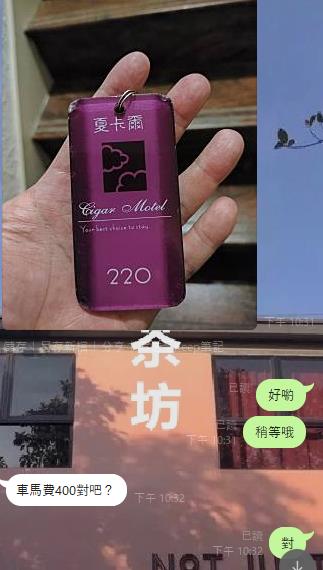 夏卡爾
Cigar Motel
Your best choice to stay.
220
下午 10:31
茶
坊
已讀
好喲
已讀
下午 10:31
稍等哦
車馬費400對吧？
下午 10:32
已讀
下午 10:32
對